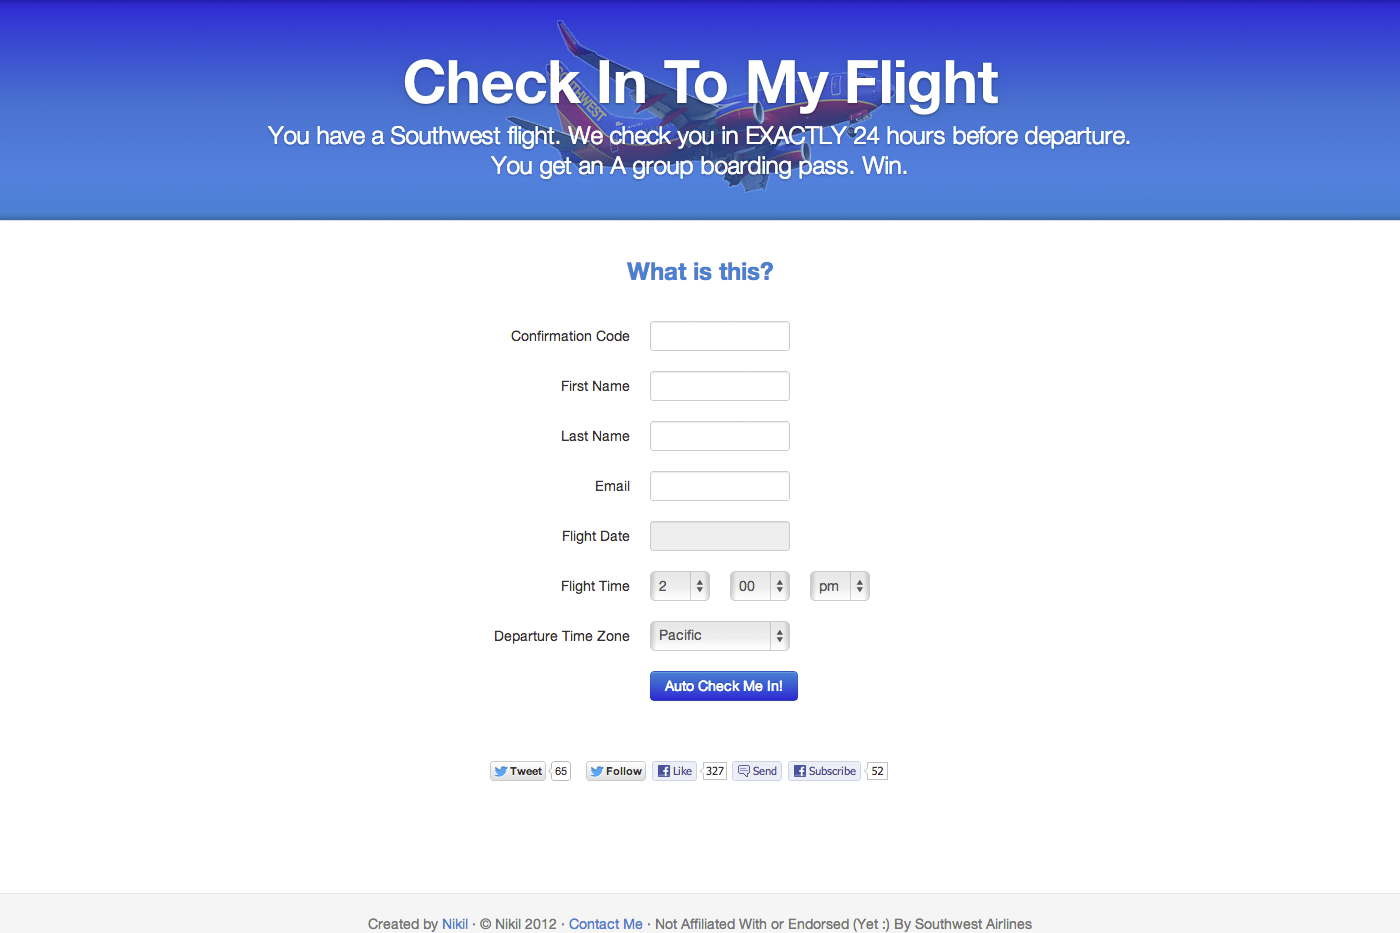 SOUTHWEST
Check In To My Flight
You have a Southwest flight. We check you in EXACTLY 24 hours before departure.
You get an A group boarding pass. Win.
What is this?
Confirmation Code
First Name
Last Name
Email
Flight Date
Flight Time 2 00 pm
Departure Time Zone Pacific
Auto Check Me In!
Tweet 65 Follow Like 327 Send Subscribe 52
Created by Nikil · © Nikil 2012 · Contact Me · Not Affiliated With or Endorsed (Yet :) By Southwest Airlines